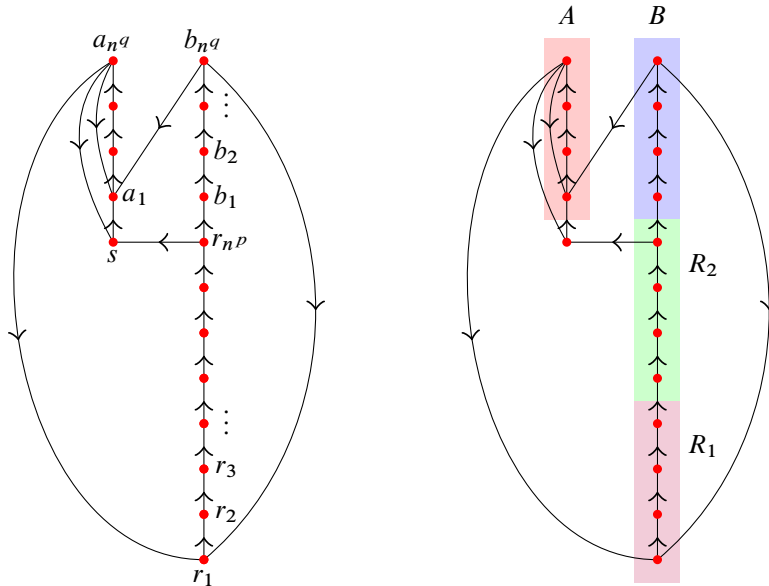 A B
a_{n^q} b_{n^q}
⋮
b_2
a_1 b_1
s r_{n^p}
R_2
⋮
R_1
r_3
r_2
r_1